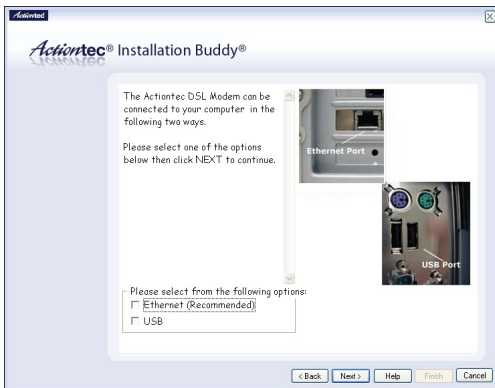 Actiontec
Actiontec® Installation Buddy®
The Actiontec DSL Modem can be
connected to your computer in the
following two ways.
Please select one of the options
below then click NEXT to continue.
Ethernet Port
USB Port
Please select from the following options:
Ethernet (Recommended)
USB
< Back
Next >
Help
Finish
Cancel